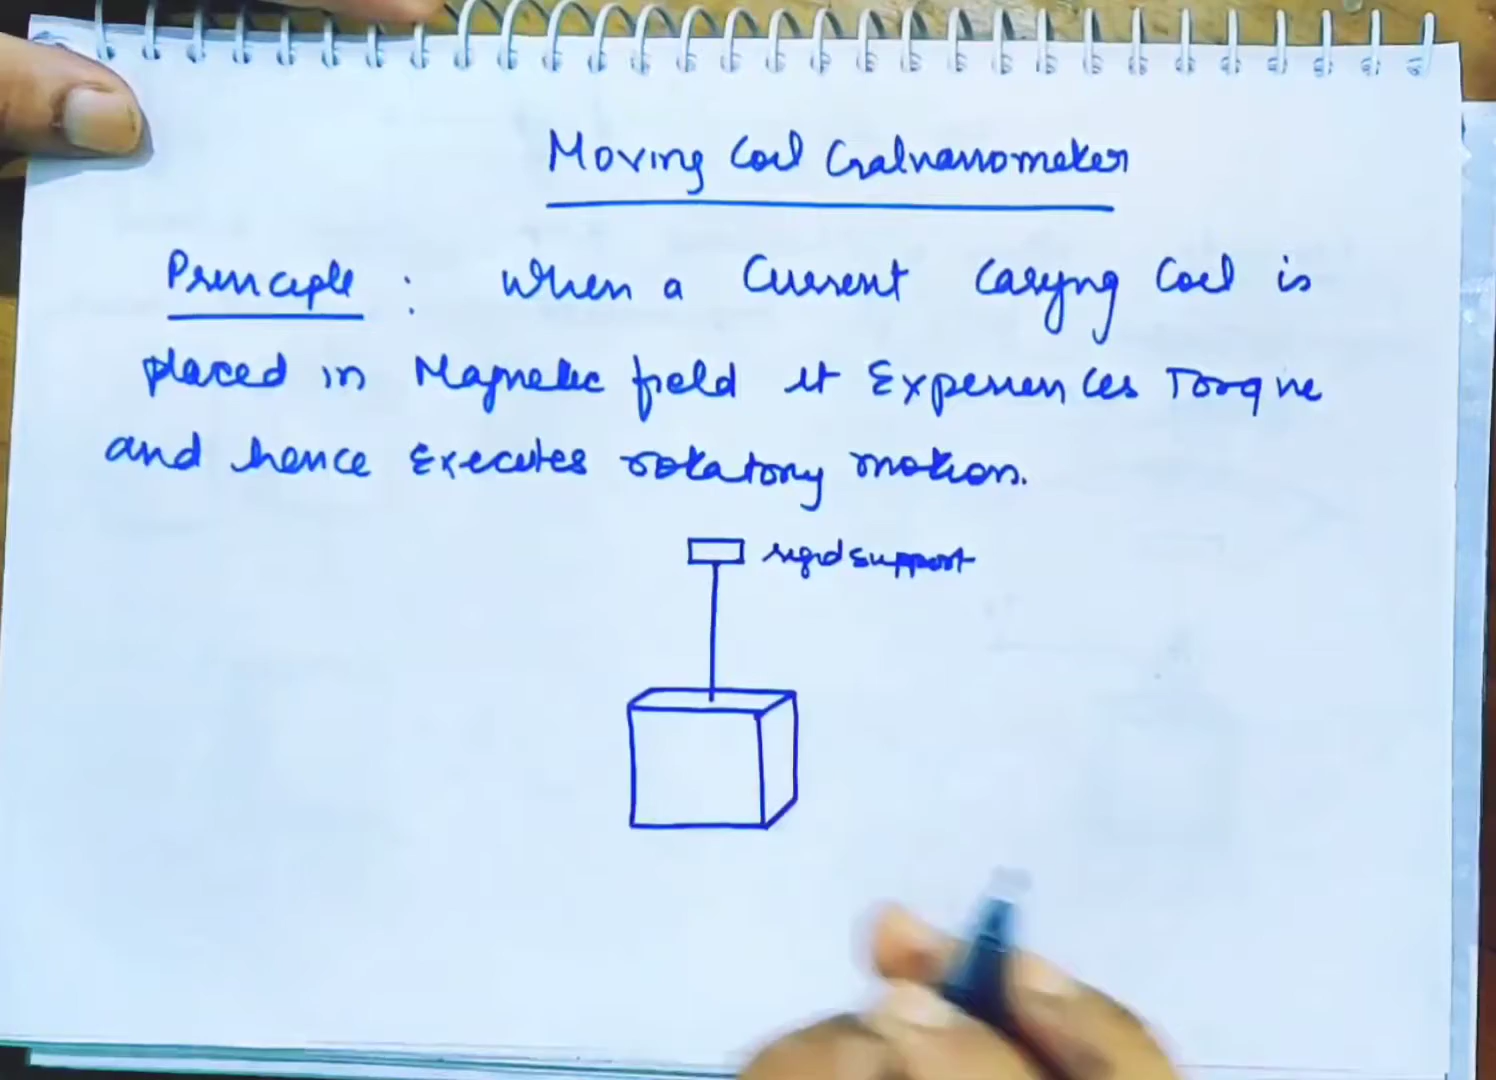 Moving Coil Galvanometer
Principle : When a Current Caryng Coil is
placed in Magnetic field it Experiences Torque
and hence Executes rotatory motion.
rigid support